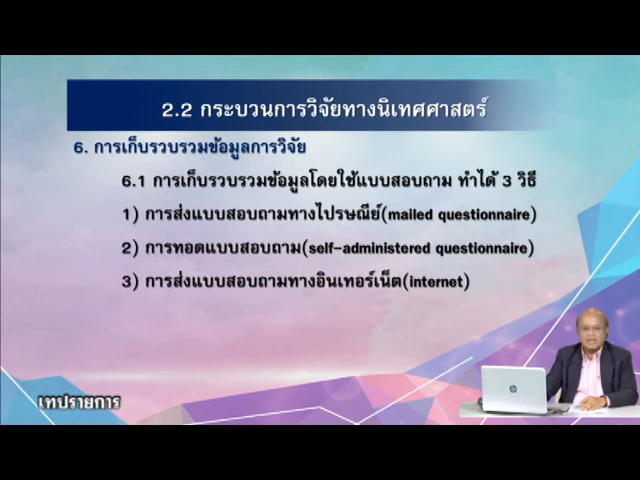 2.2 กระบวนการวิจัยทางนิเทศศาสตร์
6. การเก็บรวบรวมข้อมูลการวิจัย
6.1 การเก็บรวบรวมข้อมูลโดยใช้แบบสอบถาม ทำได้ 3 วิธี
1) การส่งแบบสอบถามทางไปรษณีย์(mailed questionnaire)
2) การทอดแบบสอบถาม(self-administered questionnaire)
3) การส่งแบบสอบถามทางอินเทอร์เน็ต(internet)
เทปรายการ
hp